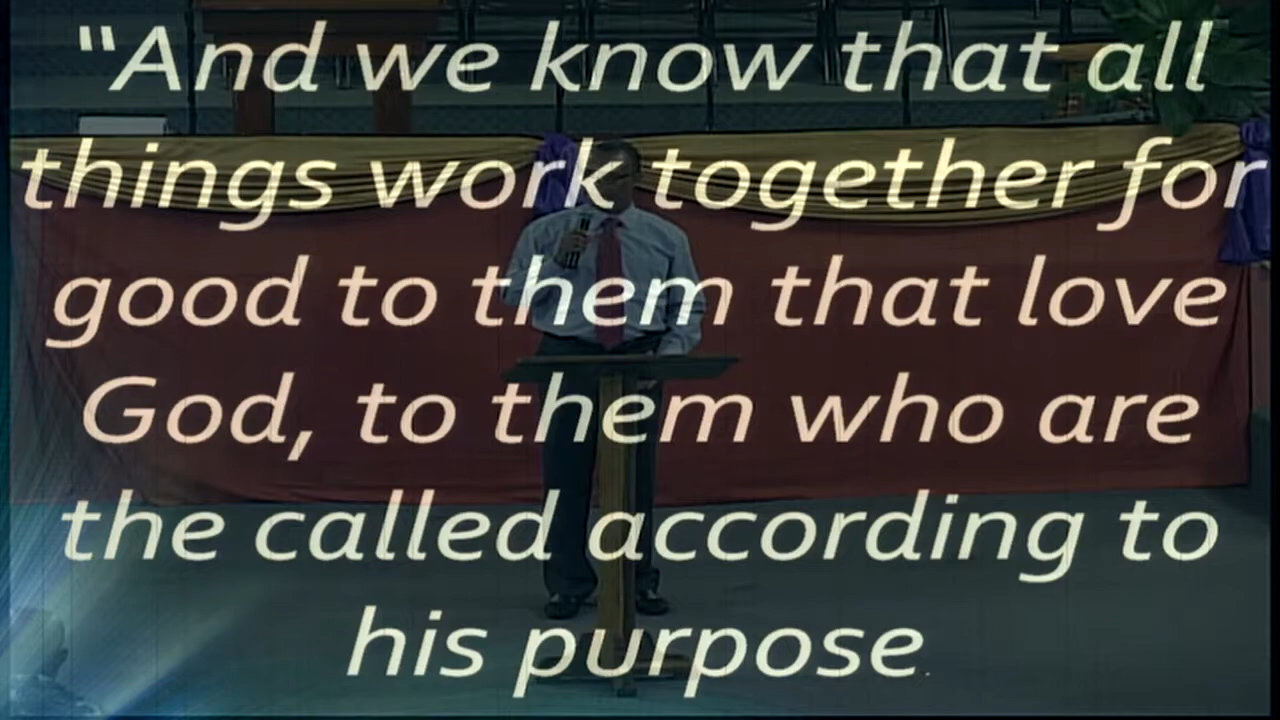 “And we know that all
things work together for
good to them that love
God, to them who are
the called according to
his purpose.